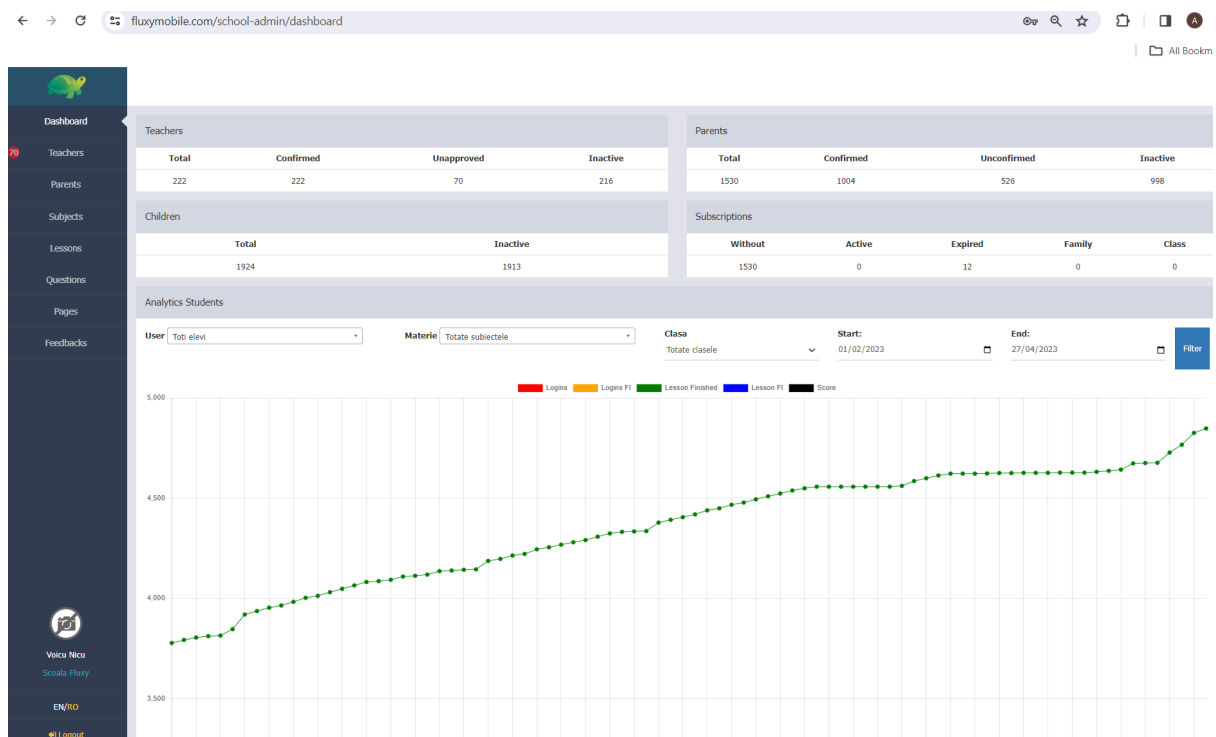 fluxymobile.com/school-admin/dashboard
A
All Bookm
Dashboard
70
Teachers
Parents
Subjects
Lessons
Questions
Pages
Feedbacks
Voicu Nicu
Scoala Fluxy
EN/RO
Logout
Teachers
Total Confirmed Unapproved Inactive
222 222 70 216
Parents
Total Confirmed Unconfirmed Inactive
1530 1004 526 998
Children
Total Inactive
1924 1913
Subscriptions
Without Active Expired Family Class
1530 0 12 0 0
Analytics Students
User Toti elevi
Materie Totate subiectele
Clasa
Totate clasele
Start:
01/02/2023
End:
27/04/2023
Filter
Logins Logins FI Lesson Finished Lesson FI Score
5,000
4,500
4,000
3,500